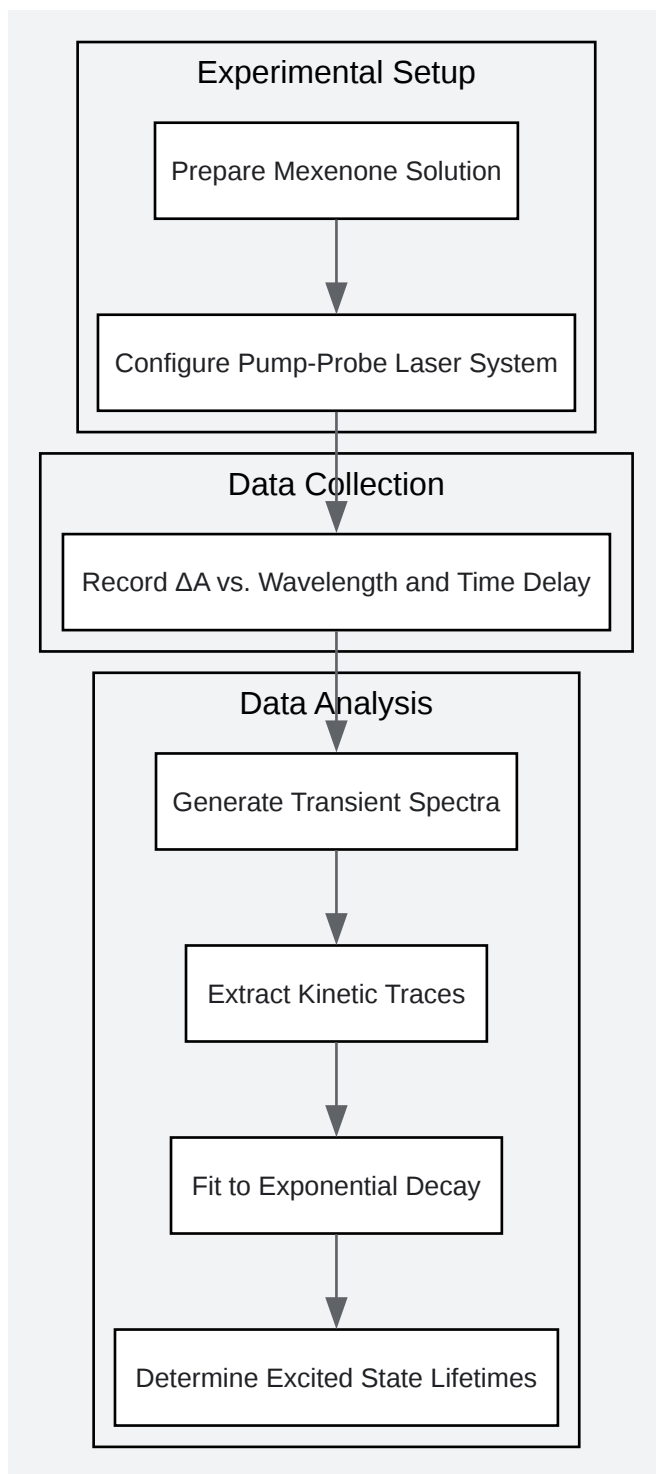 Experimental Setup
Prepare Mexenone Solution
Configure Pump-Probe Laser System
Data Collection
Record ΔA vs. Wavelength and Time Delay
Data Analysis
Generate Transient Spectra
Extract Kinetic Traces
Fit to Exponential Decay
Determine Excited State Lifetimes